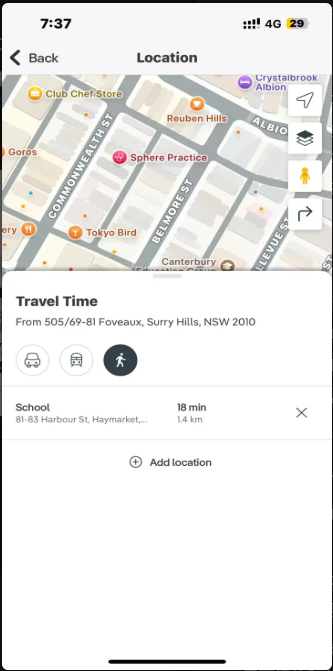 7:37
4G 29
Back
Location
Crystalbrook
Albion
Club Chef Store
Reuben Hills
ALBIO
Goros
COMMONWEALTH ST
Sphere Practice
BELMORE ST
ery
Tokyo Bird
Canterbury
Education Group
LLEVUE ST
Travel Time
From 505/69-81 Foveaux, Surry Hills, NSW 2010
School
18 min
81-83 Harbour St, Haymarket,...
1.4 km
Add location